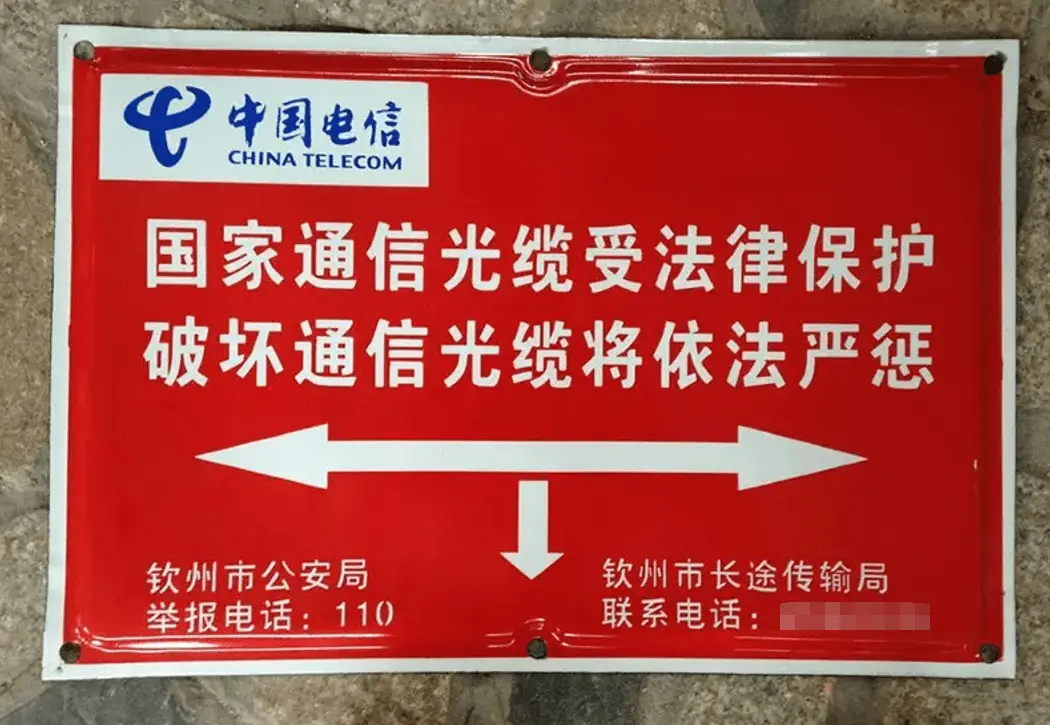 中国电信
CHINA TELECOM
国家通信光缆受法律保护
破坏通信光缆将依法严惩
钦州市公安局
举报电话：110
钦州市长途传输局
联系电话：